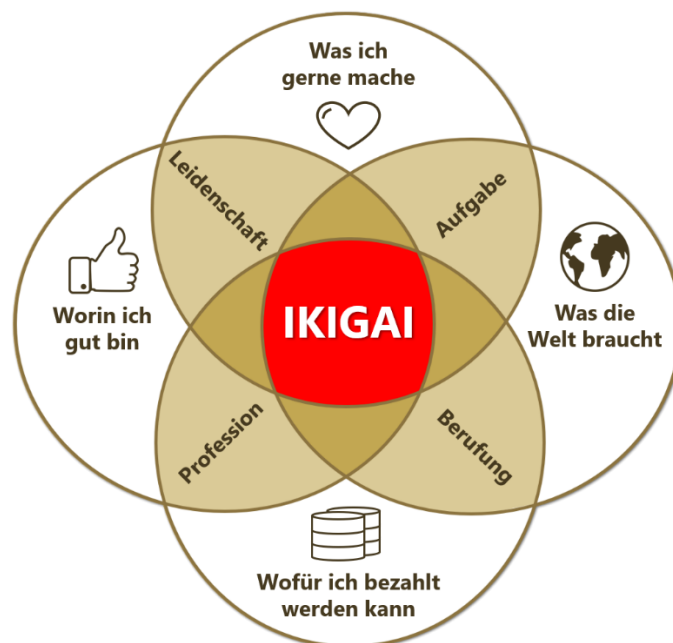 Was ich
gerne mache
Leidenschaft
Aufgabe
Worin ich
gut bin
IKIGAI
Was die
Welt braucht
Profession
Berufung
Wofür ich bezahlt
werden kann